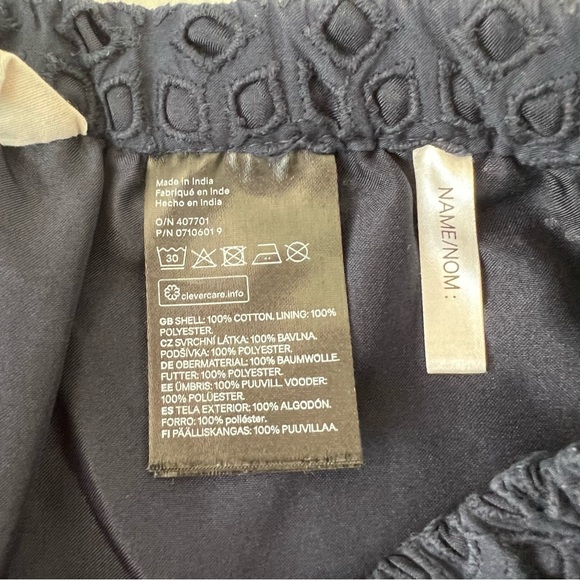 Made in India
Fabriqué en Inde
Hecho en India
O/N 407701
P/N 0710601 9
30
clevercare.info
GB SHELL: 100% COTTON. LINING: 100%
POLYESTER.
CZ SVRCHNÍ LÁTKA: 100% BAVLNA.
PODŠÍVKA: 100% POLYESTER.
DE OBERMATERIAL: 100% BAUMWOLLE.
FUTTER: 100% POLYESTER.
EE ÜMBRIS: 100% PUUVILL. VOODER:
100% POLÜESTER.
ES TELA EXTERIOR: 100% ALGODÓN.
FORRO: 100% poliéster.
FI PÄÄLLISKANGAS: 100% PUUVILLAA.
NAME/NOM: